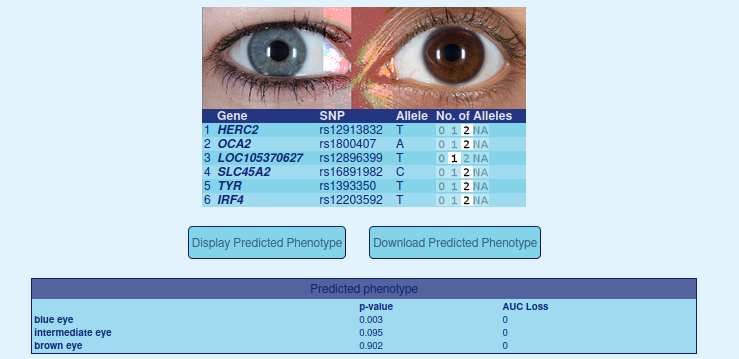 Gene SNP Allele No. of Alleles
1 HERC2 rs12913832 T 0 1 2 NA
2 OCA2 rs1800407 A 0 1 2 NA
3 LOC105370627 rs12896399 T 0 1 2 NA
4 SLC45A2 rs16891982 C 0 1 2 NA
5 TYR rs1393350 T 0 1 2 NA
6 IRF4 rs12203592 T 0 1 2 NA
Display Predicted Phenotype Download Predicted Phenotype
Predicted phenotype
p-value AUC Loss
blue eye 0.003 0
intermediate eye 0.095 0
brown eye 0.902 0